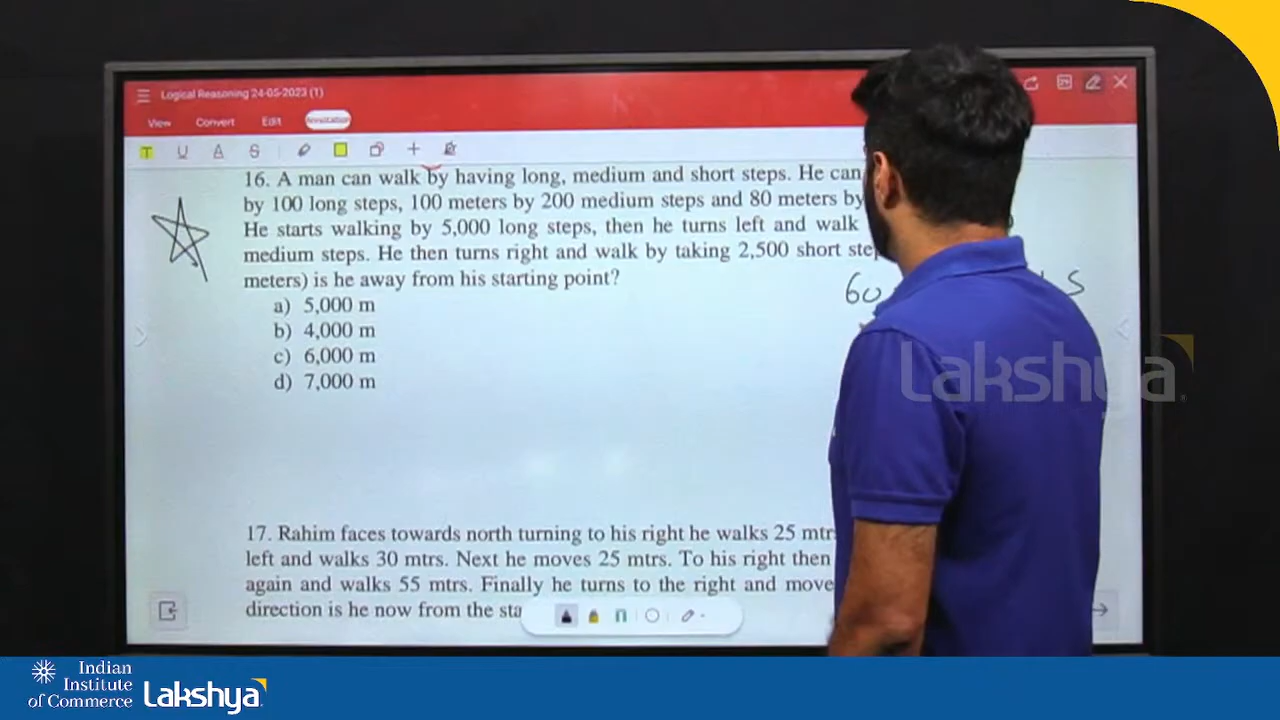 Logical Reasoning 24-05-2023 (1)
View Convert Edit Annotation
T U A S
16. A man can walk by having long, medium and short steps. He can
by 100 long steps, 100 meters by 200 medium steps and 80 meters by
He starts walking by 5,000 long steps, then he turns left and walk
medium steps. He then turns right and walk by taking 2,500 short
meters) is he away from his starting point?
60 S
a) 5,000 m
b) 4,000 m
c) 6,000 m
d) 7,000 m
Lakshya
17. Rahim faces towards north turning to his right he walks 25
left and walks 30 mtrs. Next he moves 25 mtrs. To his right then
again and walks 55 mtrs. Finally he turns to the right and
direction is he now from the
Indian
Institute
of Commerce
Lakshya